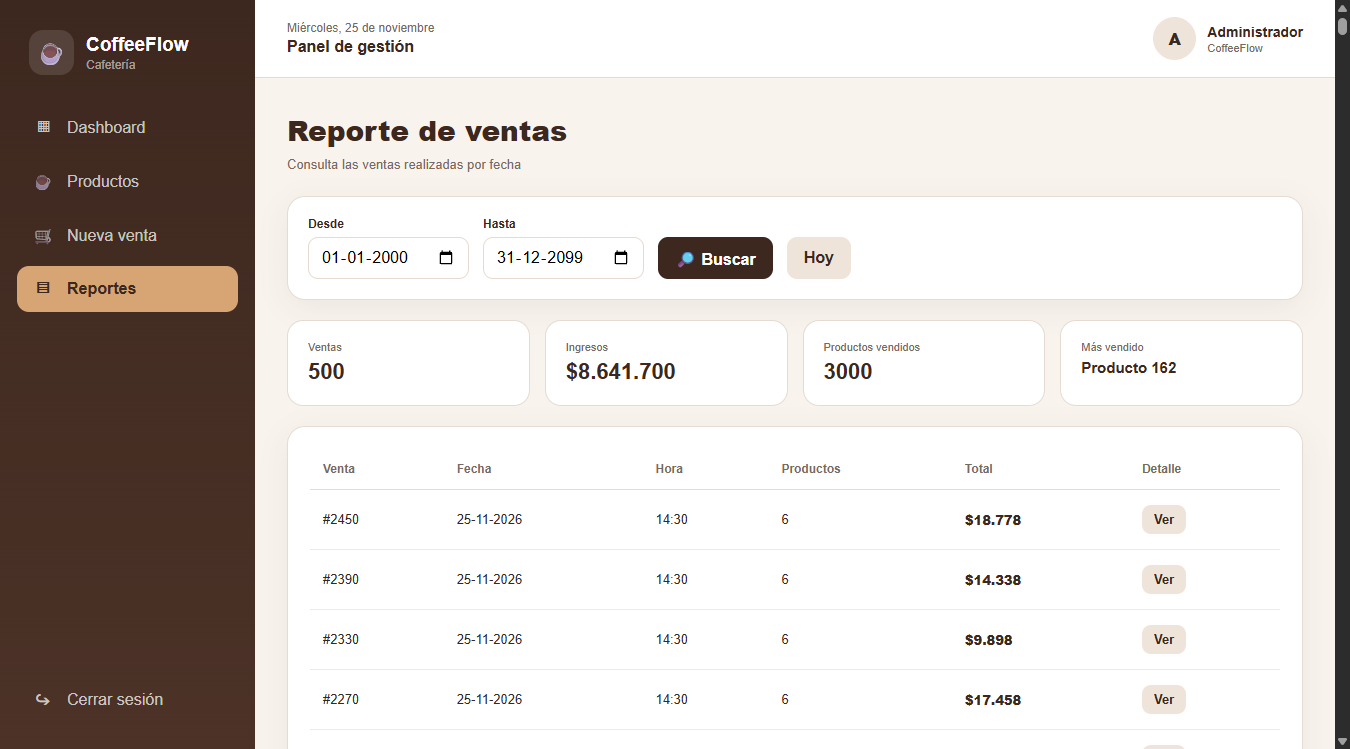 CoffeeFlow
Cafetería
Dashboard
Productos
Nueva venta
Reportes
Cerrar sesión
Miércoles, 25 de noviembre
Panel de gestión
A
Administrador
CoffeeFlow
Reporte de ventas
Consulta las ventas realizadas por fecha
Desde Hasta
01-01-2000 31-12-2099 Buscar Hoy
Ventas Ingresos Productos vendidos Más vendido
500 $8.641.700 3000 Producto 162
Venta Fecha Hora Productos Total Detalle
#2450 25-11-2026 14:30 6 $18.778 Ver
#2390 25-11-2026 14:30 6 $14.338 Ver
#2330 25-11-2026 14:30 6 $9.898 Ver
#2270 25-11-2026 14:30 6 $17.458 Ver